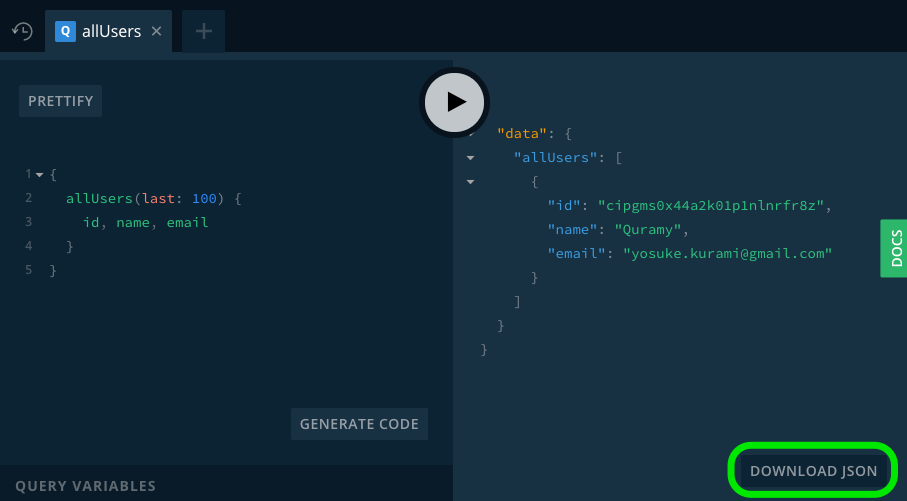 Q allUsers × +
PRETTIFY
1 {
2 allUsers(last: 100) {
3 id, name, email
4 }
5 }
GENERATE CODE
QUERY VARIABLES
"data": {
"allUsers": [
{
"id": "cipgms0x44a2k01p1nlnrfr8z",
"name": "Quramy",
"email": "yosuke.kurami@gmail.com"
}
]
}
}
DOCS
DOWNLOAD JSON